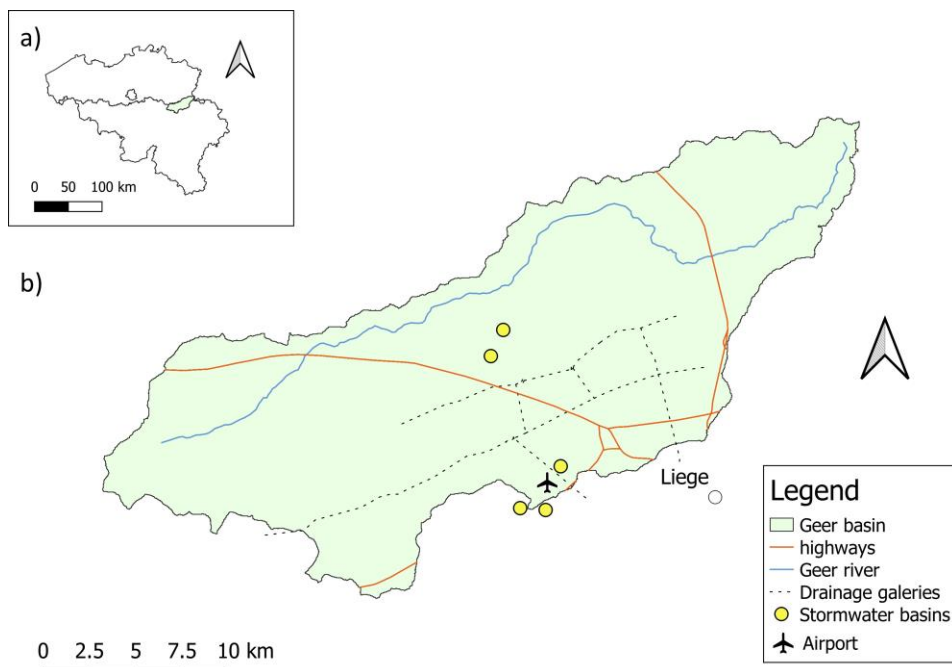 a)
0 50 100 km
b)
Liege
Legend
Geer basin
highways
Geer river
Drainage galeries
Stormwater basins
Airport
0 2.5 5 7.5 10 km